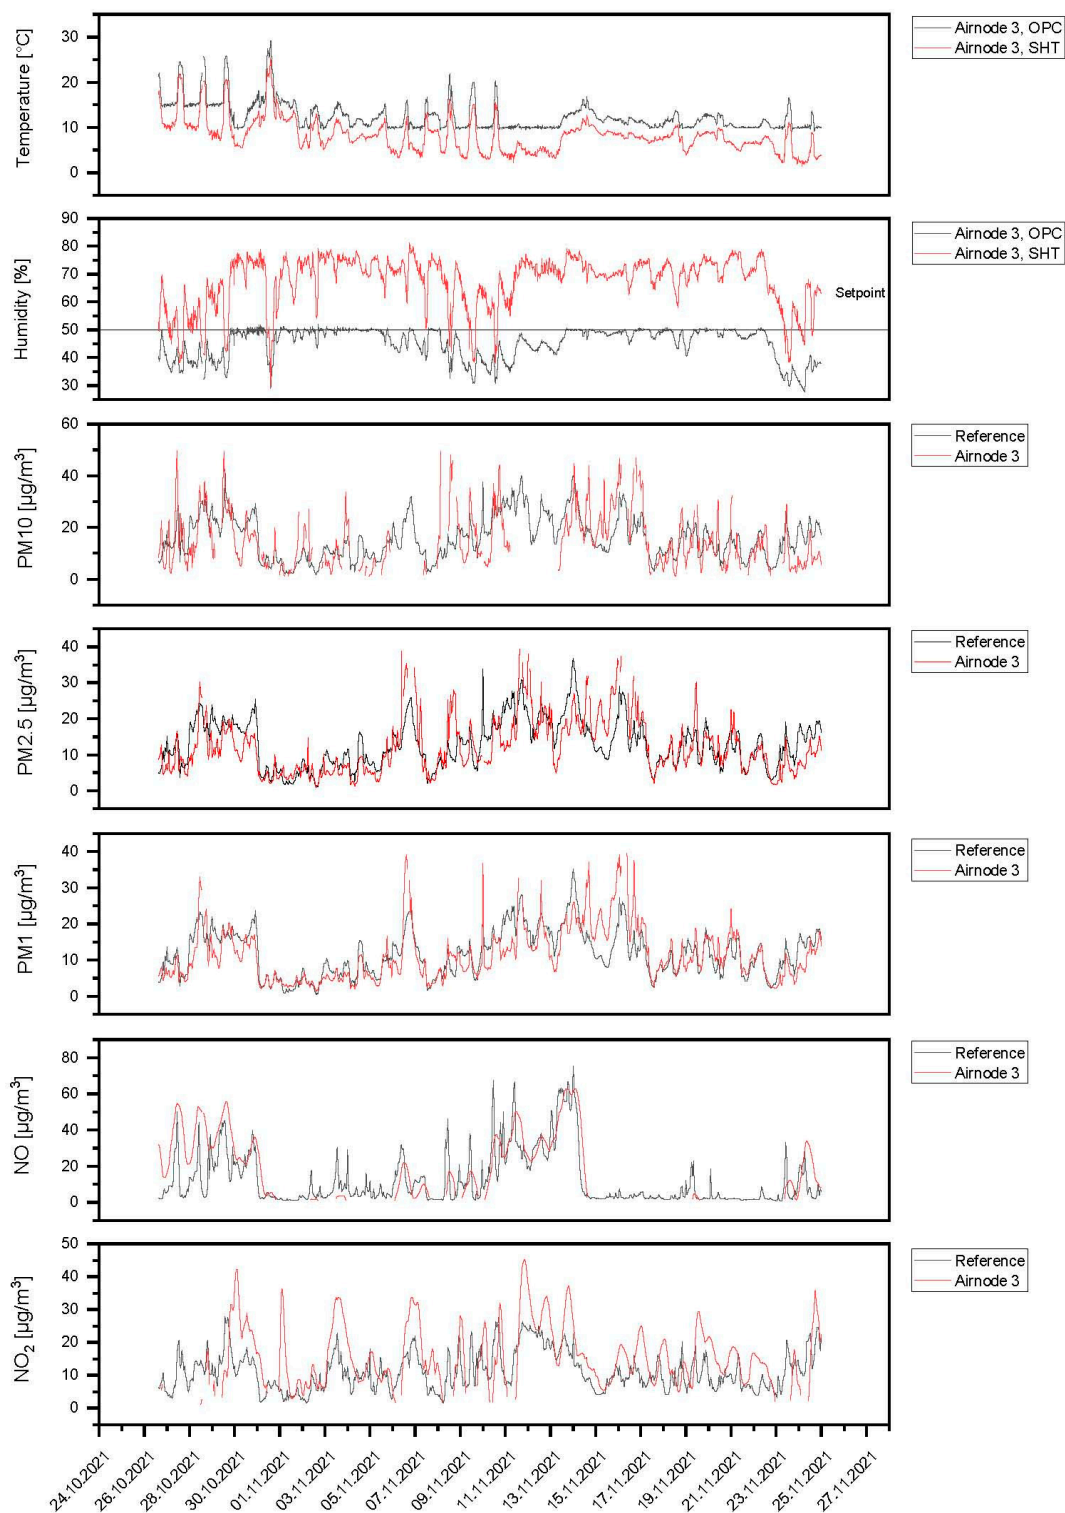 Temperature [°C]
30
20
10
0
Airnode 3, OPC
Airnode 3, SHT
Humidity [%]
90
80
70
60
50
40
30
Setpoint
Airnode 3, OPC
Airnode 3, SHT
PM10 [µg/m³]
60
40
20
0
Reference
Airnode 3
PM2.5 [µg/m³]
40
30
20
10
0
Reference
Airnode 3
PM1 [µg/m³]
40
30
20
10
0
Reference
Airnode 3
NO [µg/m³]
80
60
40
20
0
Reference
Airnode 3
NO₂ [µg/m³]
50
40
30
20
10
0
Reference
Airnode 3
24.10.2021
26.10.2021
28.10.2021
30.10.2021
01.11.2021
03.11.2021
05.11.2021
07.11.2021
09.11.2021
11.11.2021
13.11.2021
15.11.2021
17.11.2021
19.11.2021
21.11.2021
23.11.2021
25.11.2021
27.11.2021